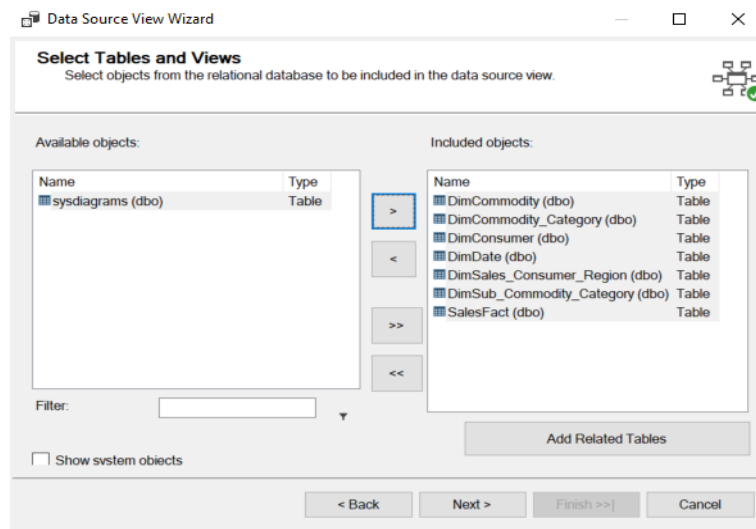 Data Source View Wizard
Select Tables and Views
Select objects from the relational database to be included in the data source view.
Available objects:
Name Type
sysdiagrams (dbo) Table
>
<
>>
<<
Filter:
Show system objects
Included objects:
Name Type
DimCommodity (dbo) Table
DimCommodity_Category (dbo) Table
DimConsumer (dbo) Table
DimDate (dbo) Table
DimSales_Consumer_Region (dbo) Table
DimSub_Commodity_Category (dbo) Table
SalesFact (dbo) Table
Add Related Tables
< Back Next > Finish >>| Cancel